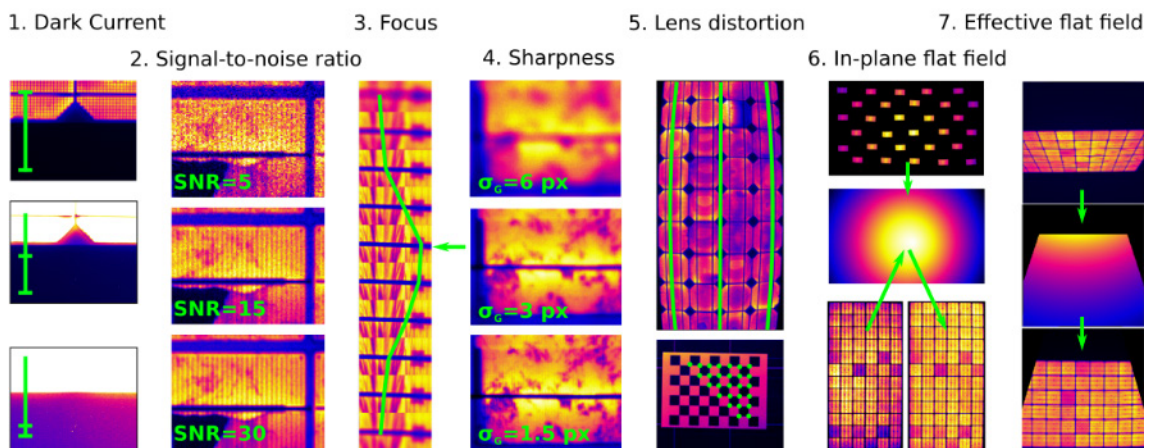 1. Dark Current
2. Signal-to-noise ratio
3. Focus
4. Sharpness
5. Lens distortion
6. In-plane flat field
7. Effective flat field
SNR=5
SNR=15
SNR=30
σG=6 px
σG=3 px
σG=1.5 px